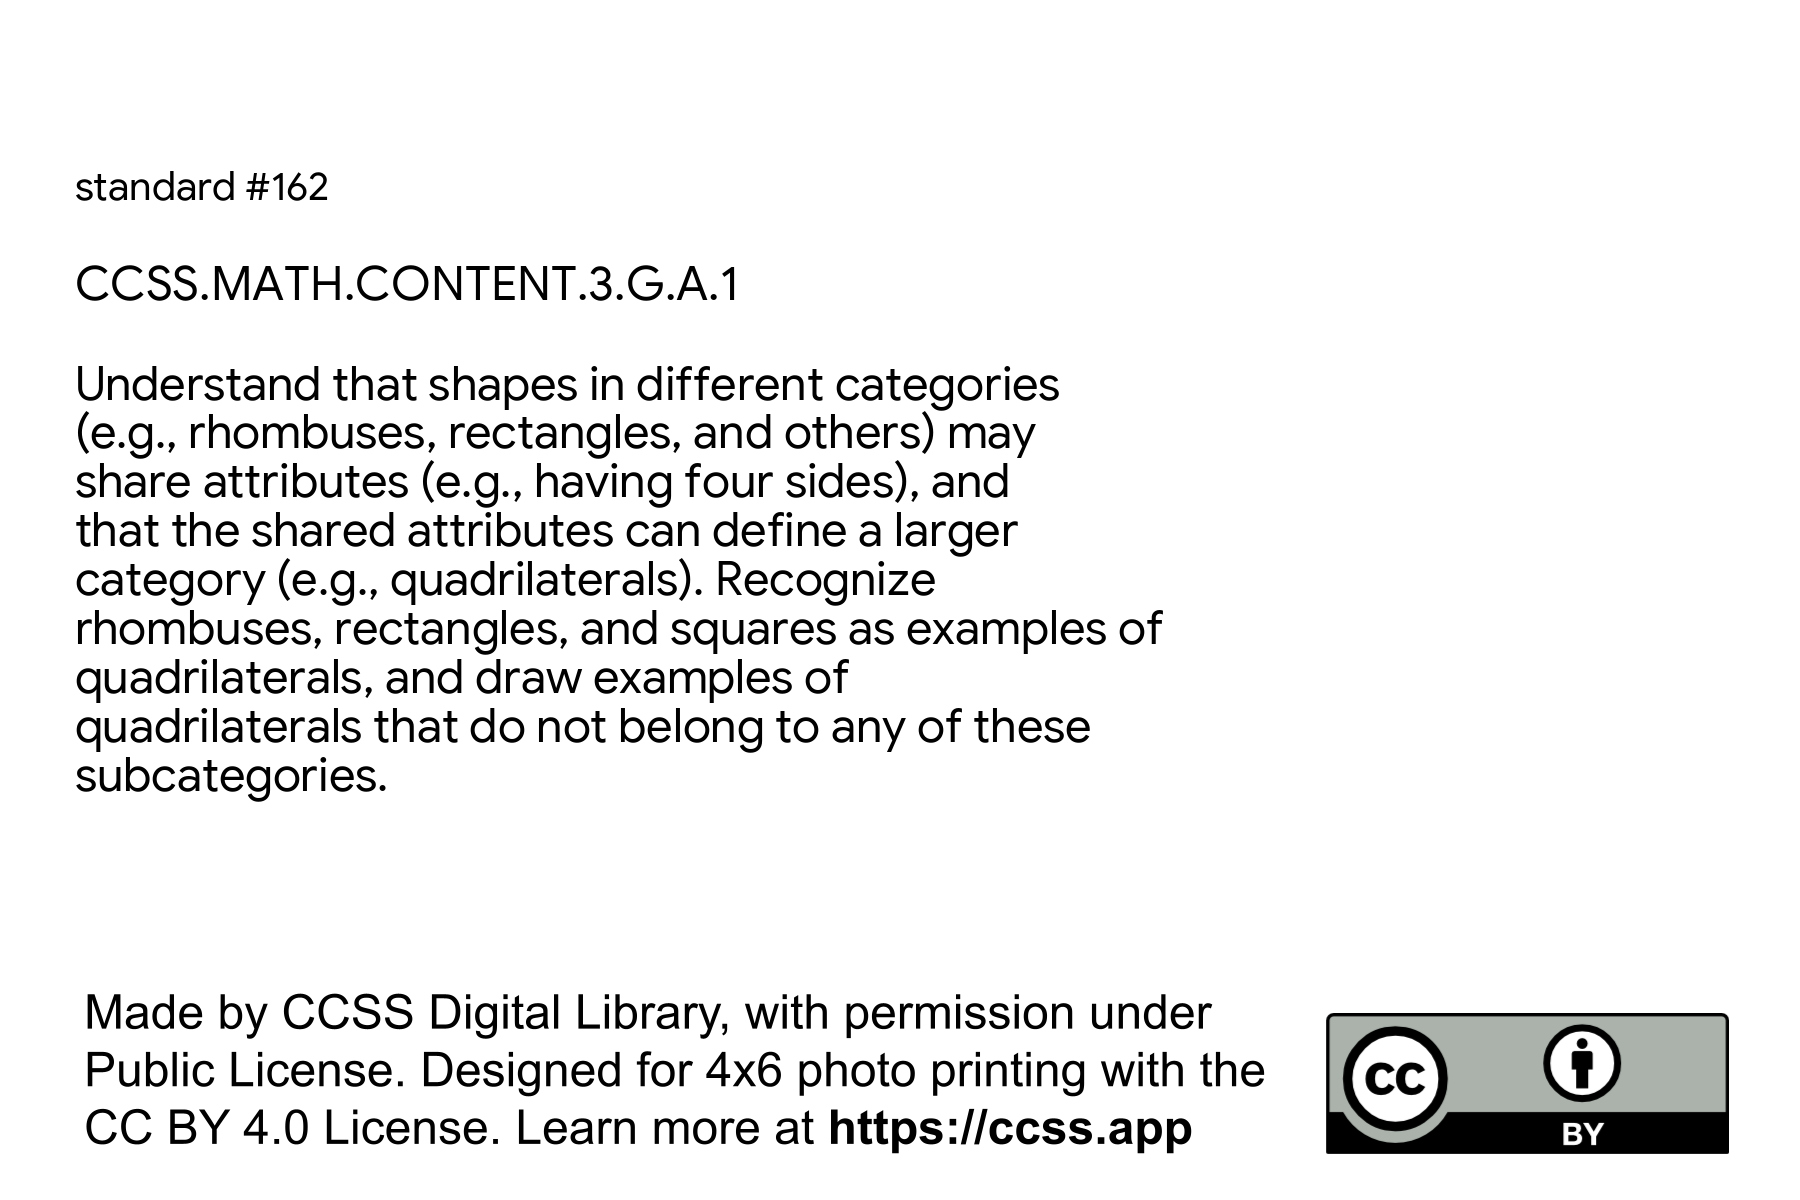 standard #162
CCSS.MATH.CONTENT.3.G.A.1
Understand that shapes in different categories
(e.g., rhombuses, rectangles, and others) may
share attributes (e.g., having four sides), and
that the shared attributes can define a larger
category (e.g., quadrilaterals). Recognize
rhombuses, rectangles, and squares as examples of
quadrilaterals, and draw examples of
quadrilaterals that do not belong to any of these
subcategories.
Made by CCSS Digital Library, with permission under
Public License. Designed for 4x6 photo printing with the
CC BY 4.0 License. Learn more at https://ccss.app
CC
BY